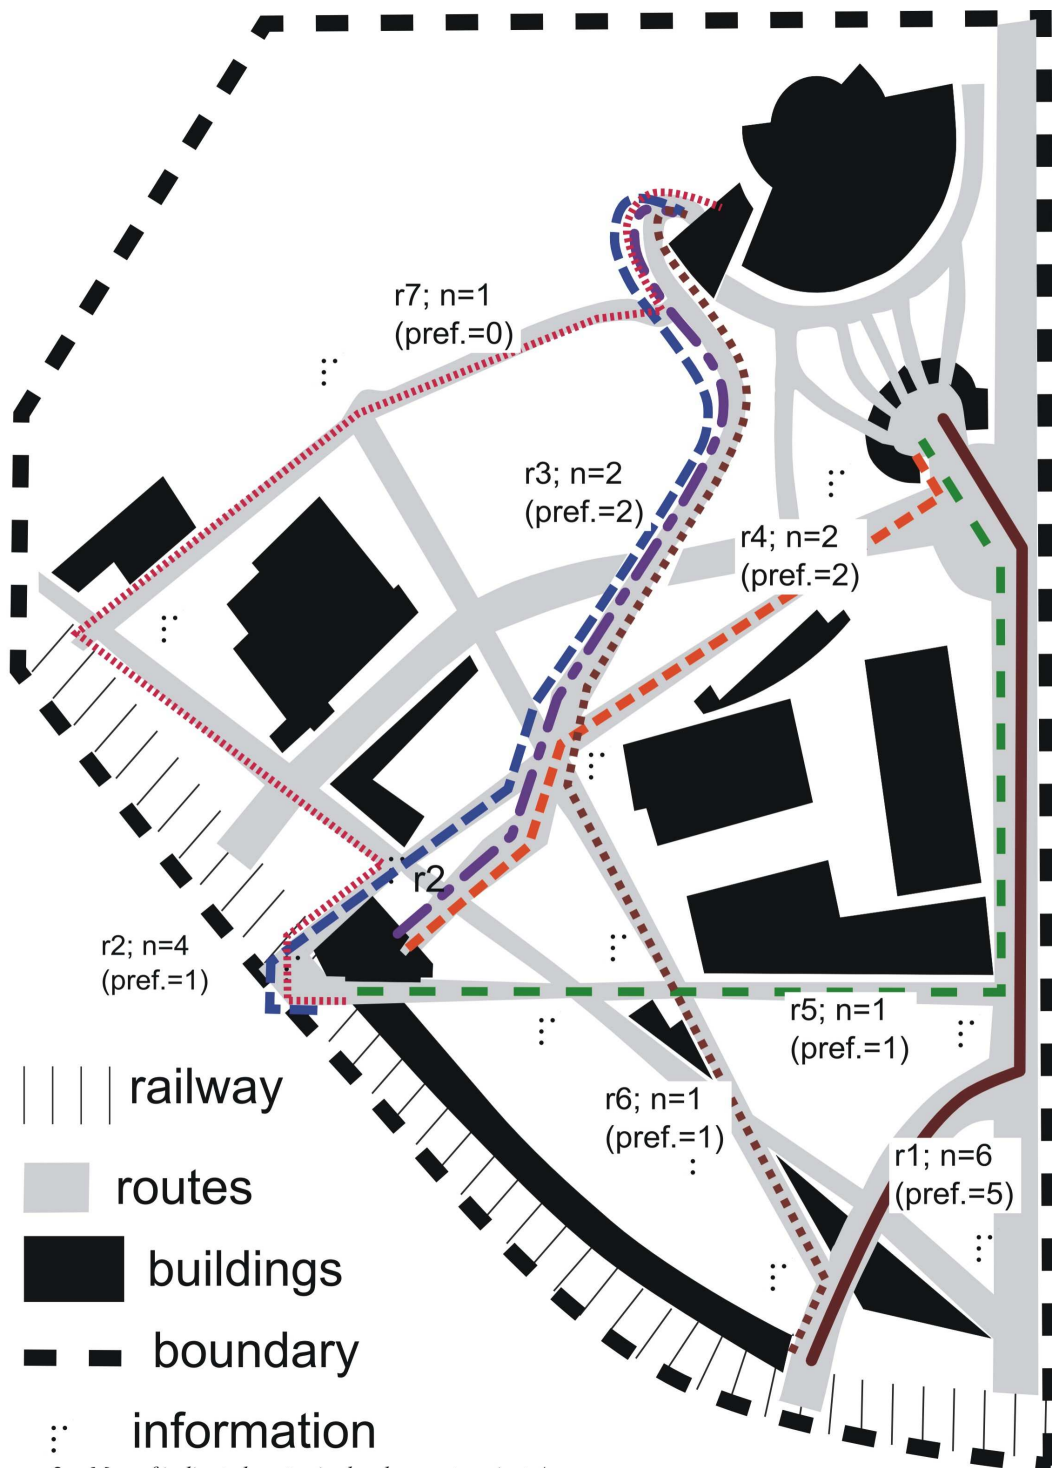 r7; n=1
(pref.=0)
r3; n=2
(pref.=2)
r4; n=2
(pref.=2)
r2
r2; n=4
(pref.=1)
r5; n=1
(pref.=1)
r6; n=1
(pref.=1)
r1; n=6
(pref.=5)
railway
routes
buildings
boundary
information